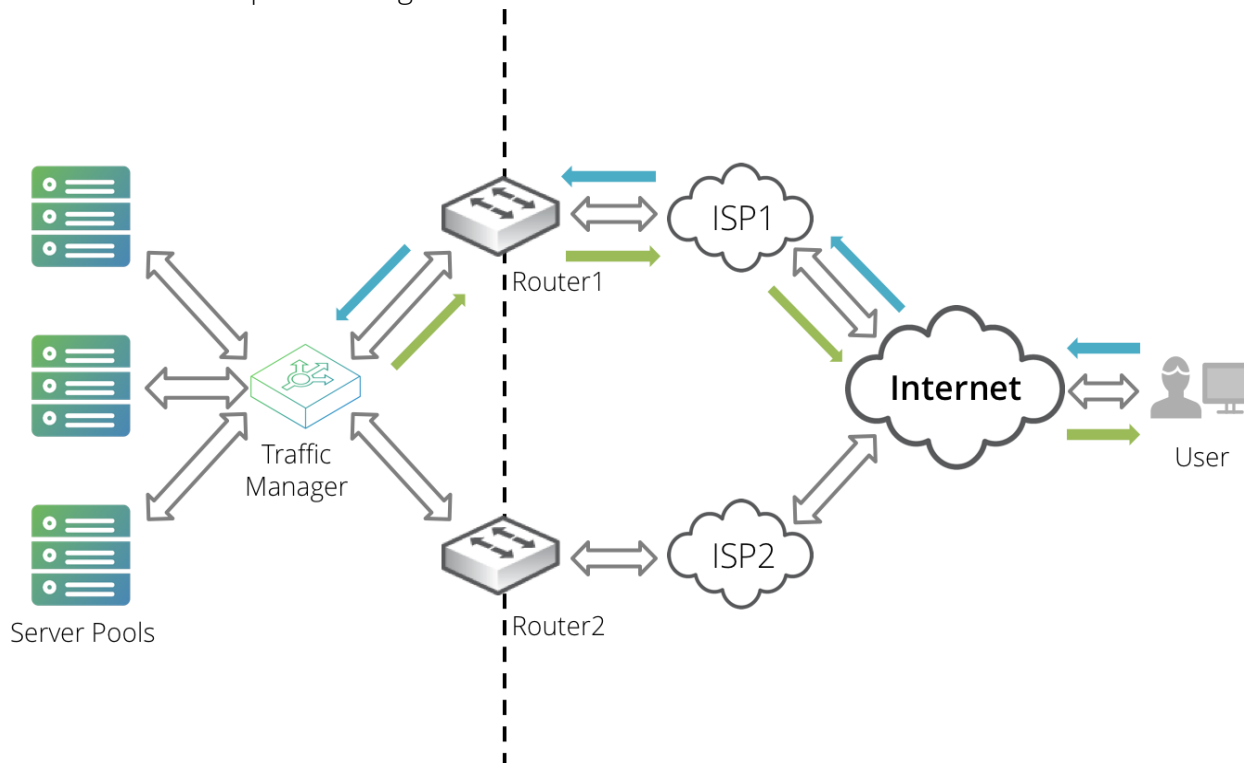 ISP1
Router1
Internet
Traffic
Manager
User
ISP2
Server Pools
Router2